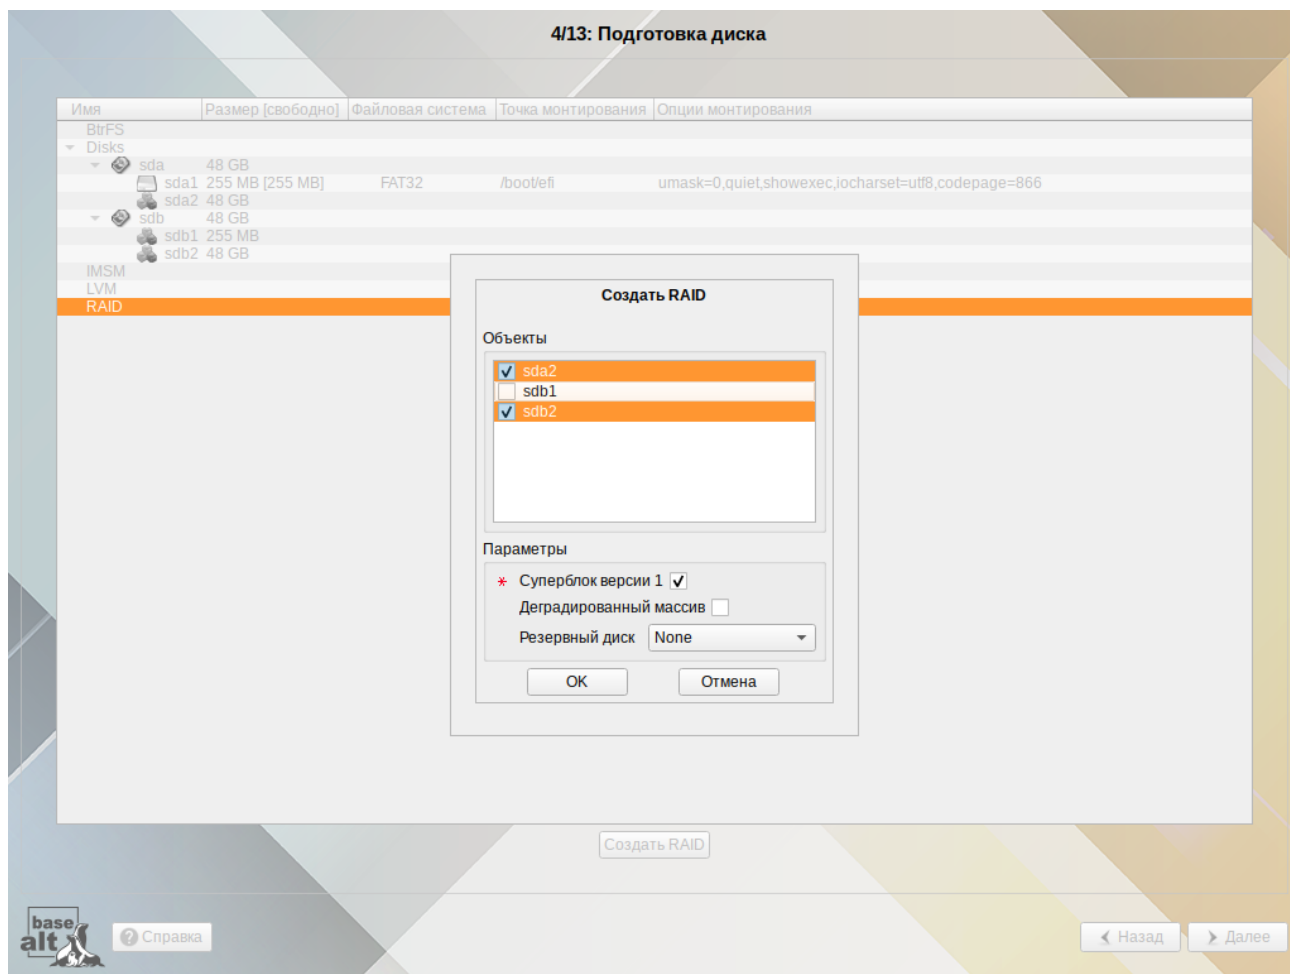 4/13: Подготовка диска
Имя Размер [свободно] Файловая система Точка монтирования Опции монтирования
BtrFS
Disks
sda 48 GB
sda1 255 MB [255 MB] FAT32 /boot/efi umask=0,quiet,showexec,iocharset=utf8,codepage=866
sda2 48 GB
sdb 48 GB
sdb1 255 MB
sdb2 48 GB
IMSM
LVM
RAID
Создать RAID
Объекты
sda2
sdb1
sdb2
Параметры
* Суперблок версии 1
Деградированный массив
Резервный диск None
OK Отмена
Создать RAID
base
alt
Справка Назад Далее